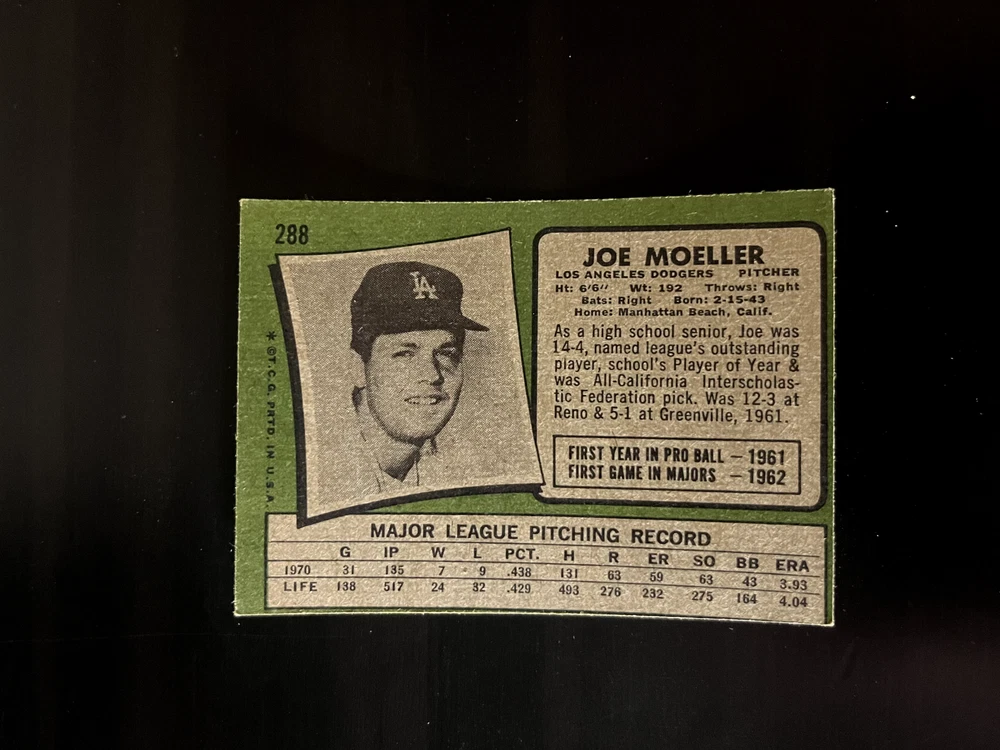 288
LA
* ©T.C.G. PRTD. IN U.S.A
JOE MOELLER
LOS ANGELES DODGERS PITCHER
Ht: 6'6" Wt: 192 Throws: Right
Bats: Right Born: 2-15-43
Home: Manhattan Beach, Calif.
As a high school senior, Joe was
14-4, named league's outstanding
player, school's Player of Year &
was All-California Interscholas-
tic Federation pick. Was 12-3 at
Reno & 5-1 at Greenville, 1961.
FIRST YEAR IN PRO BALL — 1961
FIRST GAME IN MAJORS — 1962
MAJOR LEAGUE PITCHING RECORD
G IP W L PCT. H R ER SO BB ERA
1970 31 135 7 9 .438 131 63 59 63 43 3.93
LIFE 138 517 24 32 .429 493 276 232 275 164 4.04